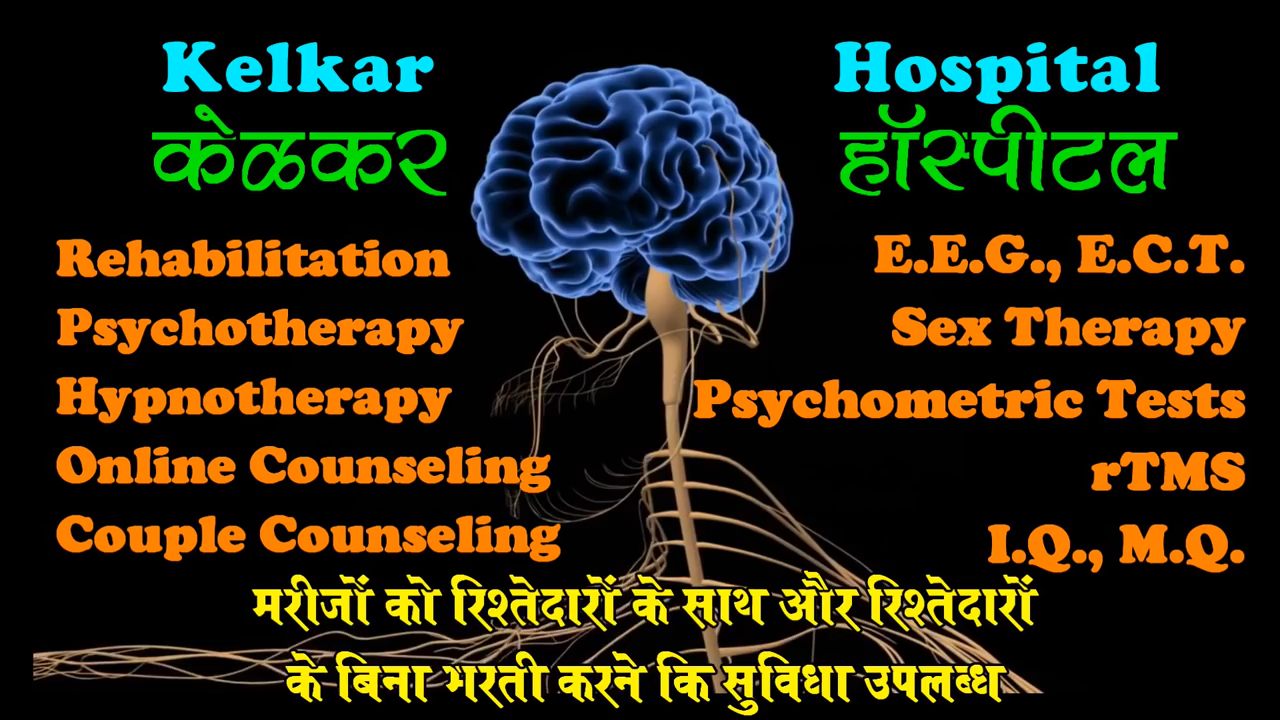 Kelkar Hospital
केळकर हॉस्पीटल
Rehabilitation
Psychotherapy
Hypnotherapy
Online Counseling
Couple Counseling
E.E.G., E.C.T.
Sex Therapy
Psychometric Tests
rTMS
I.Q., M.Q.
मरीजों को रिश्तेदारों के साथ और रिश्तेदारों
के बिना भरती करने कि सुविधा उपलब्ध